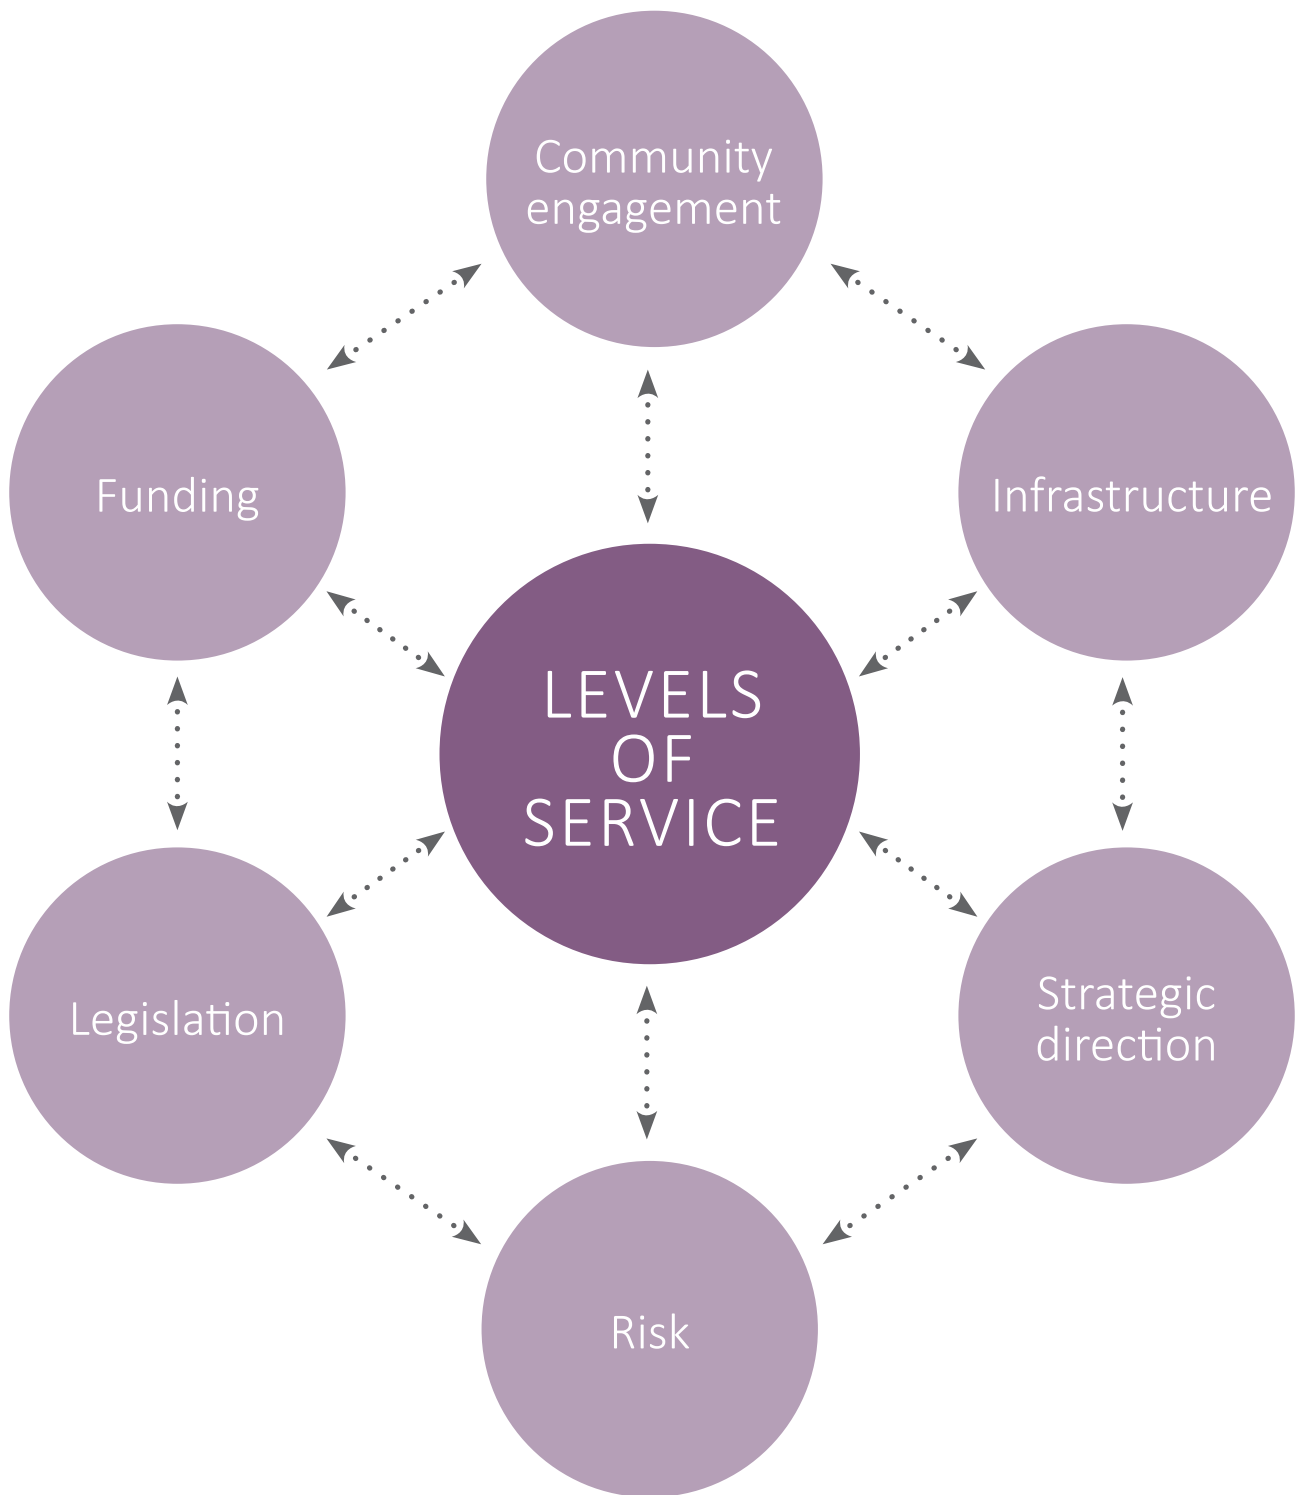 Community
engagement
Funding
Infrastructure
LEVELS
OF
SERVICE
Legislation
Strategic
direction
Risk